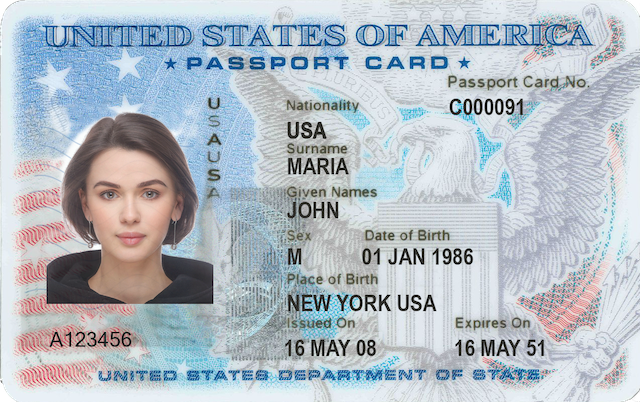 UNITED STATES OF AMERICA
★ PASSPORT CARD ★
Passport Card No.
C000091
USAUSA
Nationality
USA
Surname
MARIA
Given Names
JOHN
Sex Date of Birth
M 01 JAN 1986
Place of Birth
NEW YORK USA
Issued On Expires On
16 MAY 08 16 MAY 51
A123456
UNITED STATES DEPARTMENT OF STATE